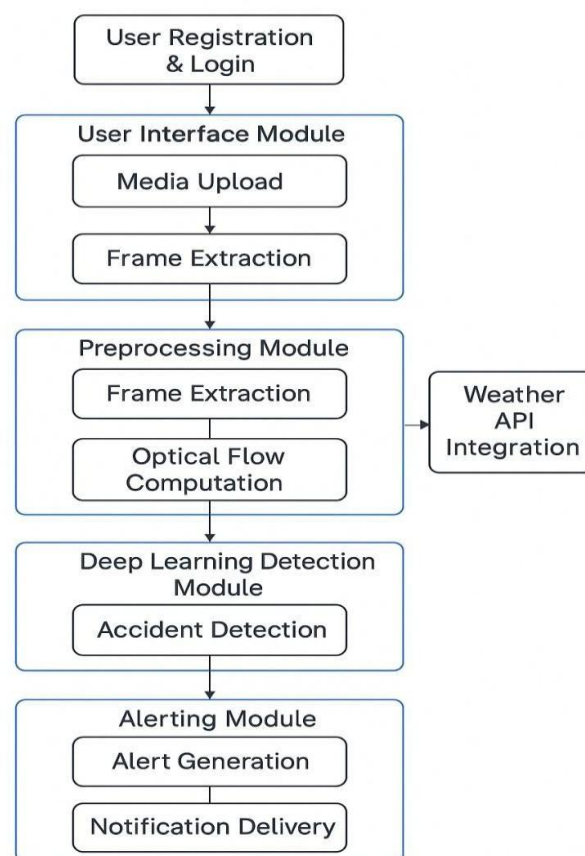 User Registration
& Login
User Interface Module
Media Upload
Frame Extraction
Preprocessing Module
Frame Extraction
Optical Flow
Computation
Weather
API
Integration
Deep Learning Detection
Module
Accident Detection
Alerting Module
Alert Generation
Notification Delivery